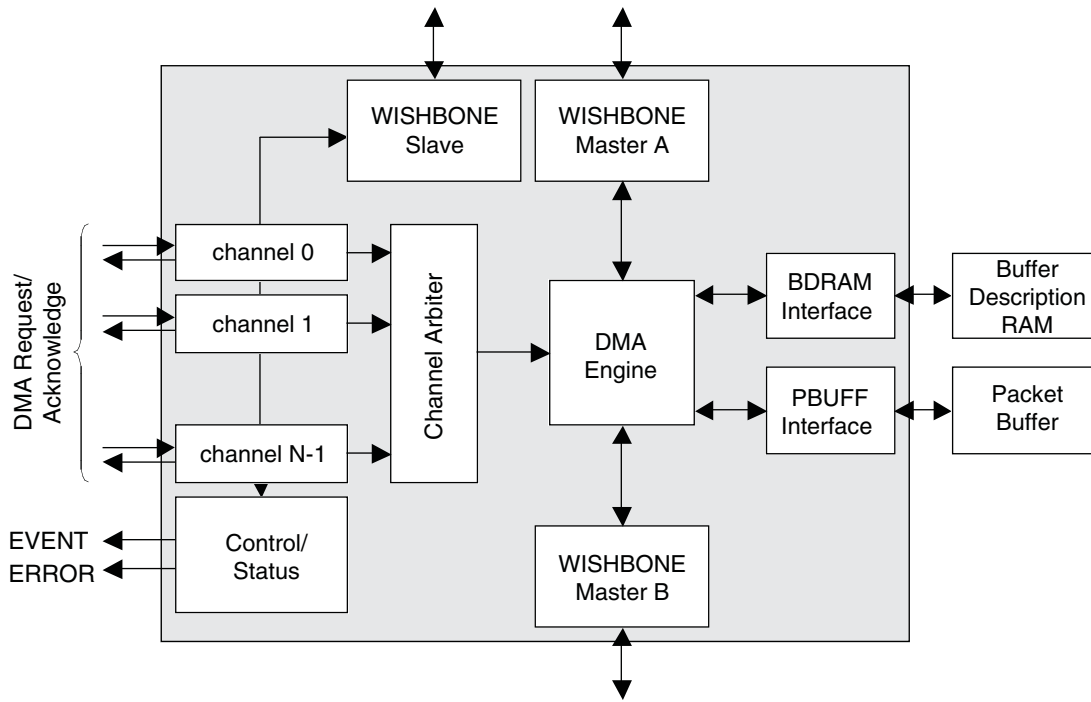 WISHBONE
Slave
WISHBONE
Master A
DMA Request/
Acknowledge
channel 0
channel 1
channel N-1
Channel Arbiter
DMA
Engine
BDRAM
Interface
Buffer
Description
RAM
PBUFF
Interface
Packet
Buffer
EVENT
ERROR
Control/
Status
WISHBONE
Master B